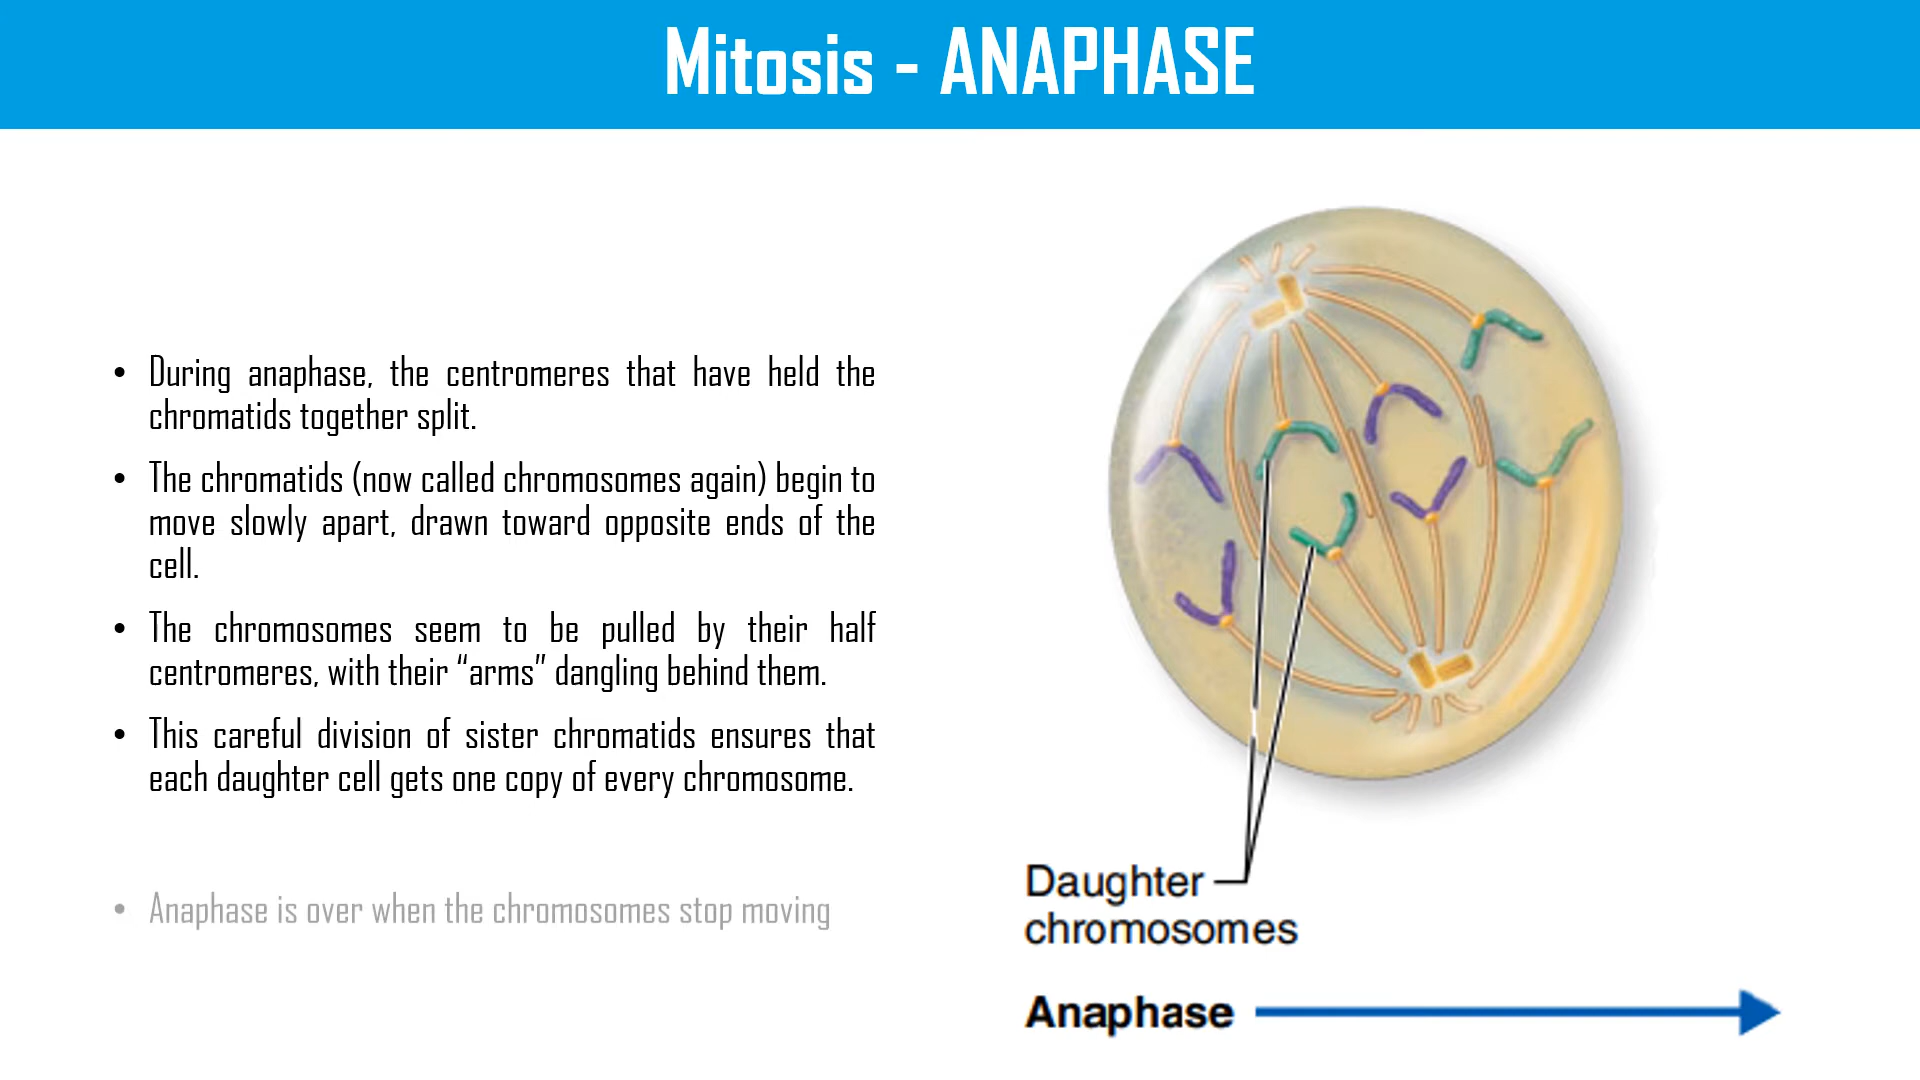 Mitosis - ANAPHASE
• During anaphase, the centromeres that have held the
chromatids together split.
• The chromatids (now called chromosomes again) begin to
move slowly apart, drawn toward opposite ends of the
cell.
• The chromosomes seem to be pulled by their half
centromeres, with their “arms” dangling behind them.
• This careful division of sister chromatids ensures that
each daughter cell gets one copy of every chromosome.
• Anaphase is over when the chromosomes stop moving
Daughter
chromosomes
Anaphase